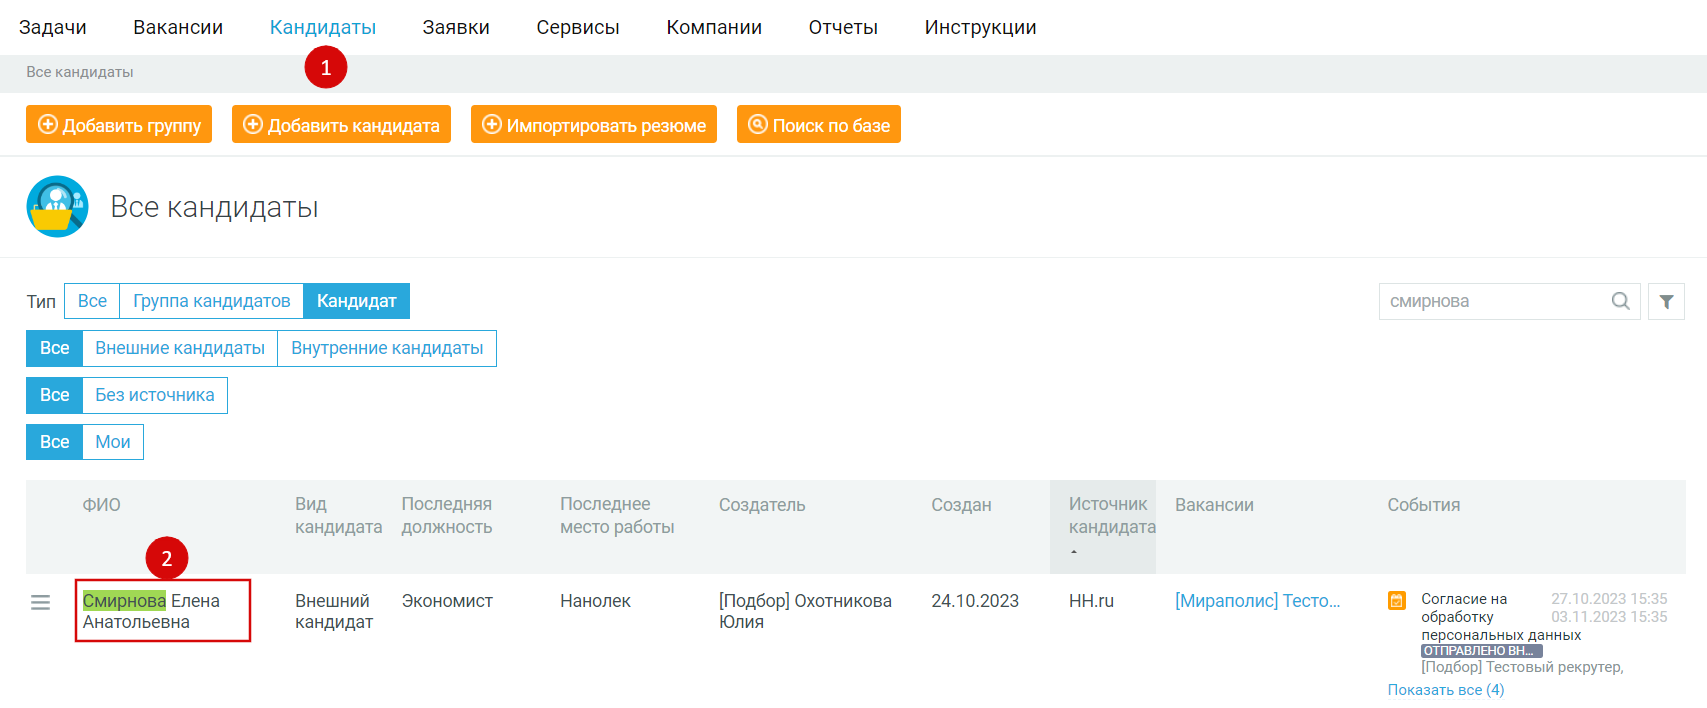 Задачи Вакансии Кандидаты Заявки Сервисы Компании Отчеты Инструкции
1
Все кандидаты
Добавить группу Добавить кандидата Импортировать резюме Поиск по базе
Все кандидаты
Тип Все Группа кандидатов Кандидат смирнова
Все Внешние кандидаты Внутренние кандидаты
Все Без источника
Все Мои
ФИО Вид кандидата Последняя должность Последнее место работы Создатель Создан Источник кандидата Вакансии События
2
Смирнова Елена Анатольевна Внешний кандидат Экономист Нанолек [Подбор] Охотникова Юлия 24.10.2023 HH.ru [Мираполис] Тесто...
Согласие на 27.10.2023 15:35
обработку 03.11.2023 15:35
персональных данных
ОТПРАВЛЕНО ВН...
[Подбор] Тестовый рекрутер,
Показать все (4)